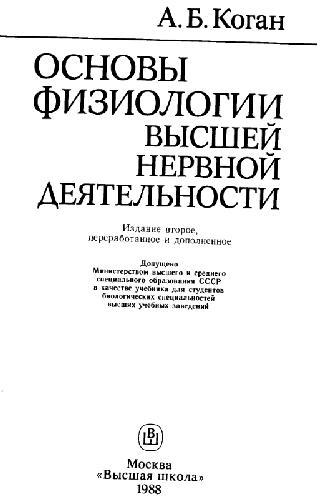 А. Б. Коган
ОСНОВЫ
ФИЗИОЛОГИИ
ВЫСШЕЙ
НЕРВНОЙ
ДЕЯТЕЛЬНОСТИ
Издание второе,
переработанное и дополненное
Допущено
Министерством высшего и среднего
специального образования СССР
в качестве учебника для студентов
биологических специальностей
высших учебных заведений
ВШ
Москва
«Высшая школа»
1988